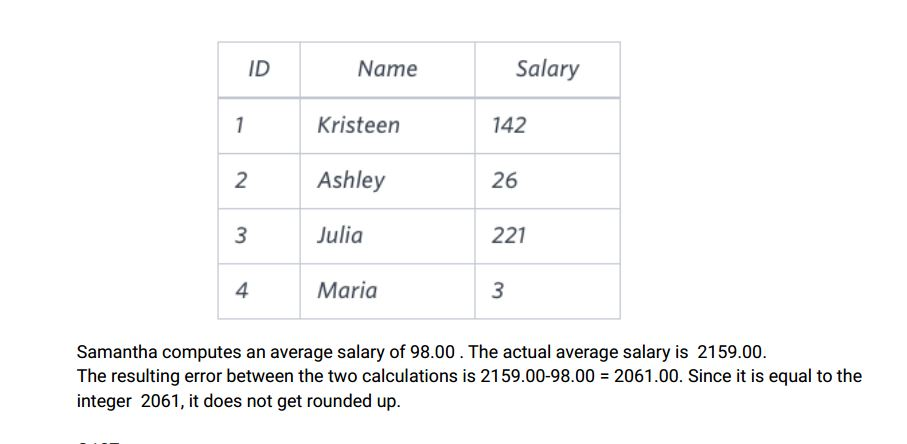 ID Name Salary
1 Kristeen 142
2 Ashley 26
3 Julia 221
4 Maria 3
Samantha computes an average salary of 98.00 . The actual average salary is 2159.00.
The resulting error between the two calculations is 2159.00-98.00 = 2061.00. Since it is equal to the
integer 2061, it does not get rounded up.